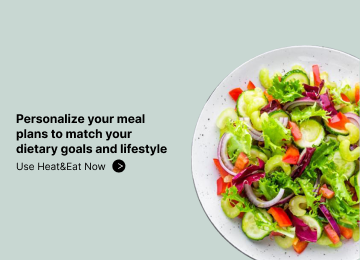 Personalize your meal
plans to match your
dietary goals and lifestyle
Use Heat&Eat Now